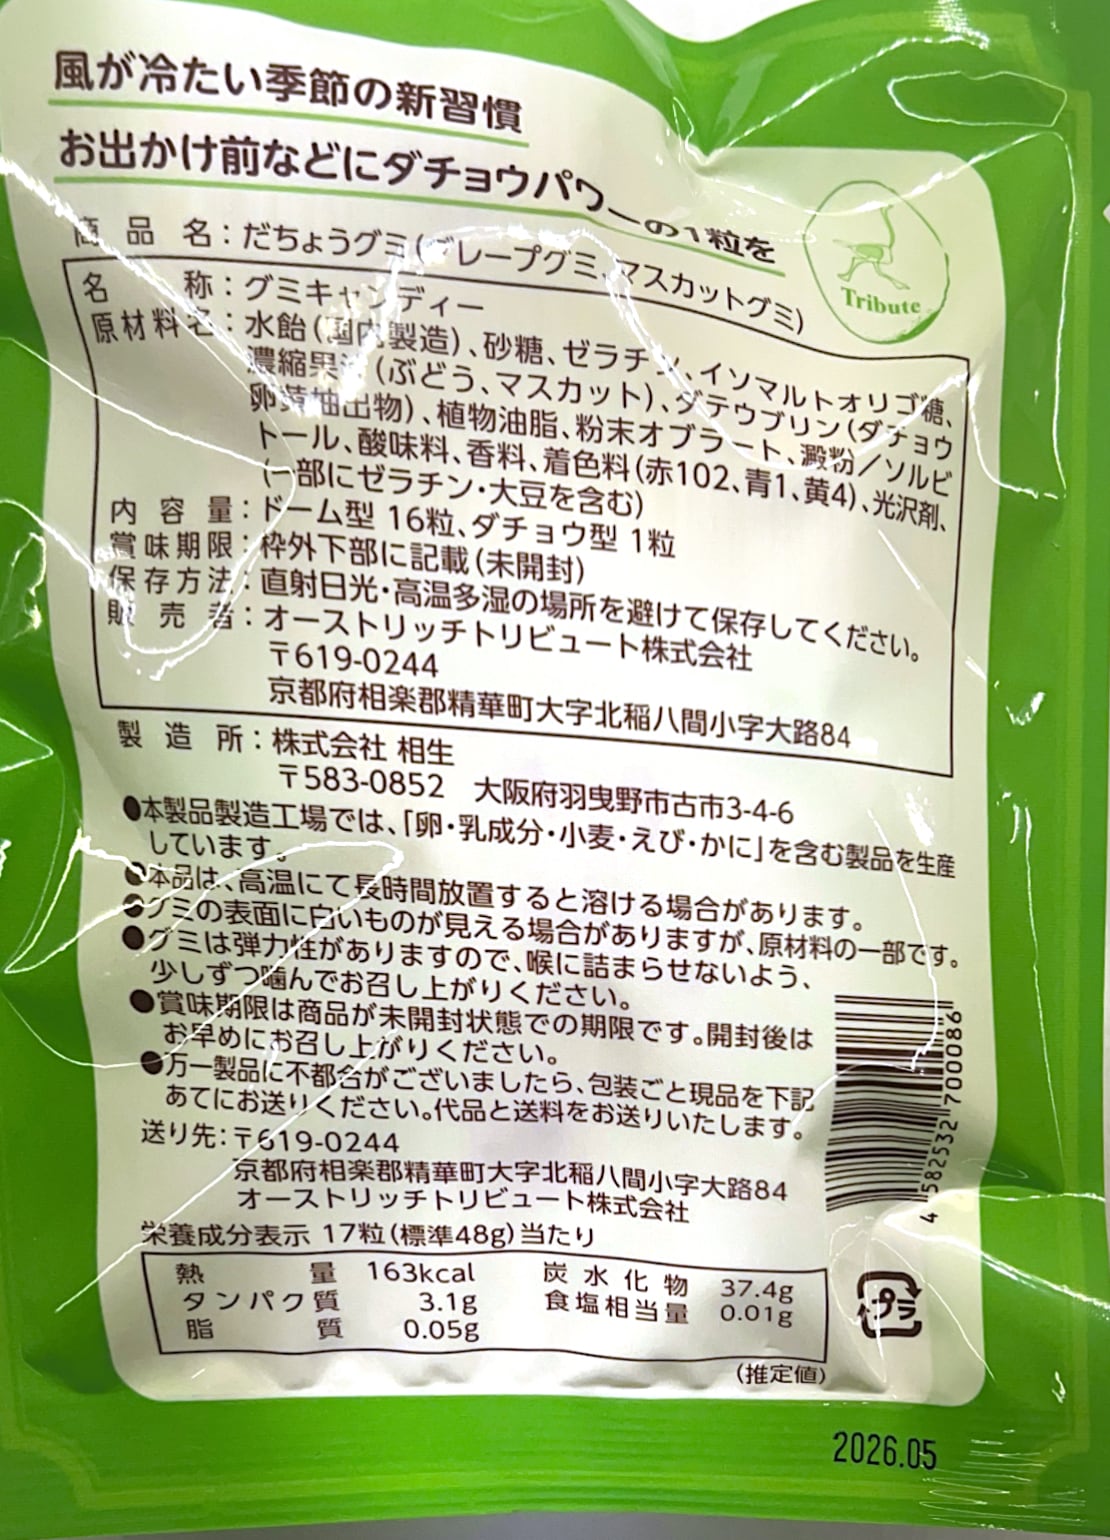 風が冷たい季節の新習慣
お出かけ前などにダチョウパワーの1粒を
Tribute
商品名：だちょうグミ(グレープグミ、マスカットグミ)
名称：グミキャンディー
原材料名：水飴(国内製造)、砂糖、ゼラチン、イソマルトオリゴ糖、
濃縮果汁(ぶどう、マスカット)、ダテウブリン(ダチョウ
卵黄抽出物)、植物油脂、粉末オブラート、澱粉／ソルビ
トール、酸味料、香料、着色料(赤102、青1、黄4)、光沢剤、
(一部にゼラチン・大豆を含む)
内容量：ドーム型 16粒、ダチョウ型 1粒
賞味期限：枠外下部に記載(未開封)
保存方法：直射日光・高温多湿の場所を避けて保存してください。
販売者：オーストリッチトリビュート株式会社
〒619-0244
京都府相楽郡精華町大字北稲八間小字大路84
製造所：株式会社 相生
〒583-0852 大阪府羽曳野市古市3-4-6
●本製品製造工場では、「卵・乳成分・小麦・えび・かに」を含む製品を生産
しています。
●本品は、高温にて長時間放置すると溶ける場合があります。
●グミの表面に白いものが見える場合がありますが、原材料の一部です。
●グミは弾力性がありますので、喉に詰まらせないよう、
少しずつ噛んでお召し上がりください。
●賞味期限は商品が未開封状態での期限です。開封後は
お早めにお召し上がりください。
●万一製品に不都合がございましたら、包装ごと現品を下記
あてにお送りください。代品と送料をお送りいたします。
送り先：〒619-0244
京都府相楽郡精華町大字北稲八間小字大路84
オーストリッチトリビュート株式会社
栄養成分表示 17粒(標準48g)当たり
熱量 163kcal 炭水化物 37.4g
タンパク質 3.1g 食塩相当量 0.01g
脂質 0.05g
(推定値)
4 582532 700086
プラ
2026.05